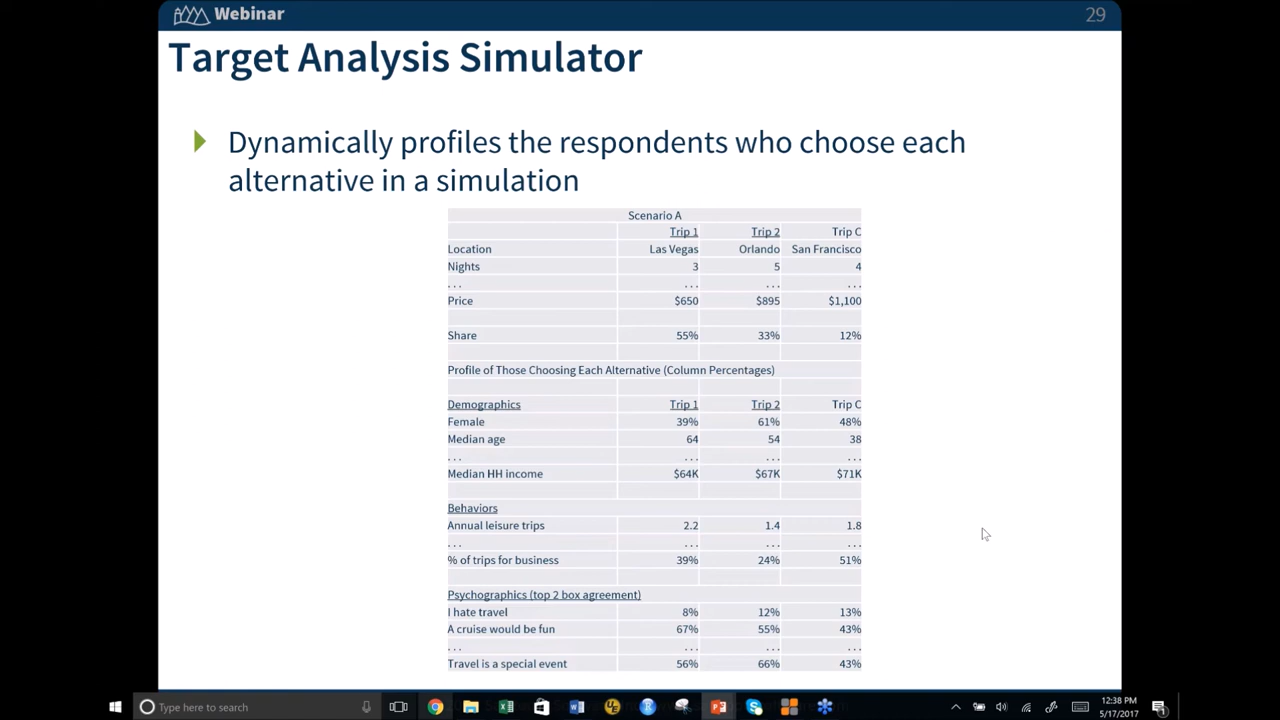 Webinar
29
Target Analysis Simulator
Dynamically profiles the respondents who choose each
alternative in a simulation
Scenario A
Trip 1 Trip 2 Trip C
Location Las Vegas Orlando San Francisco
Nights 3 5 4
... ... ... ...
Price $650 $895 $1,100
Share 55% 33% 12%
Profile of Those Choosing Each Alternative (Column Percentages)
Demographics Trip 1 Trip 2 Trip C
Female 39% 61% 48%
Median age 64 54 38
... ... ... ...
Median HH income $64K $67K $71K
Behaviors
Annual leisure trips 2.2 1.4 1.8
... ... ... ...
% of trips for business 39% 24% 51%
Psychographics (top 2 box agreement)
I hate travel 8% 12% 13%
A cruise would be fun 67% 55% 43%
... ... ... ...
Travel is a special event 56% 66% 43%
Type here to search
12:38 PM
5/17/2017